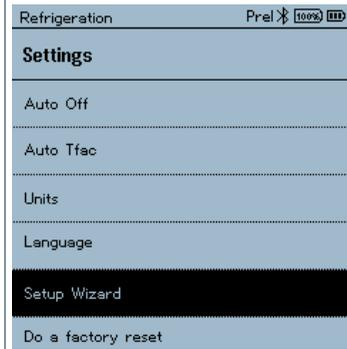 Refrigeration Prel 100%
Settings
Auto Off
Auto Tfac
Units
Language
Setup Wizard
Do a factory reset